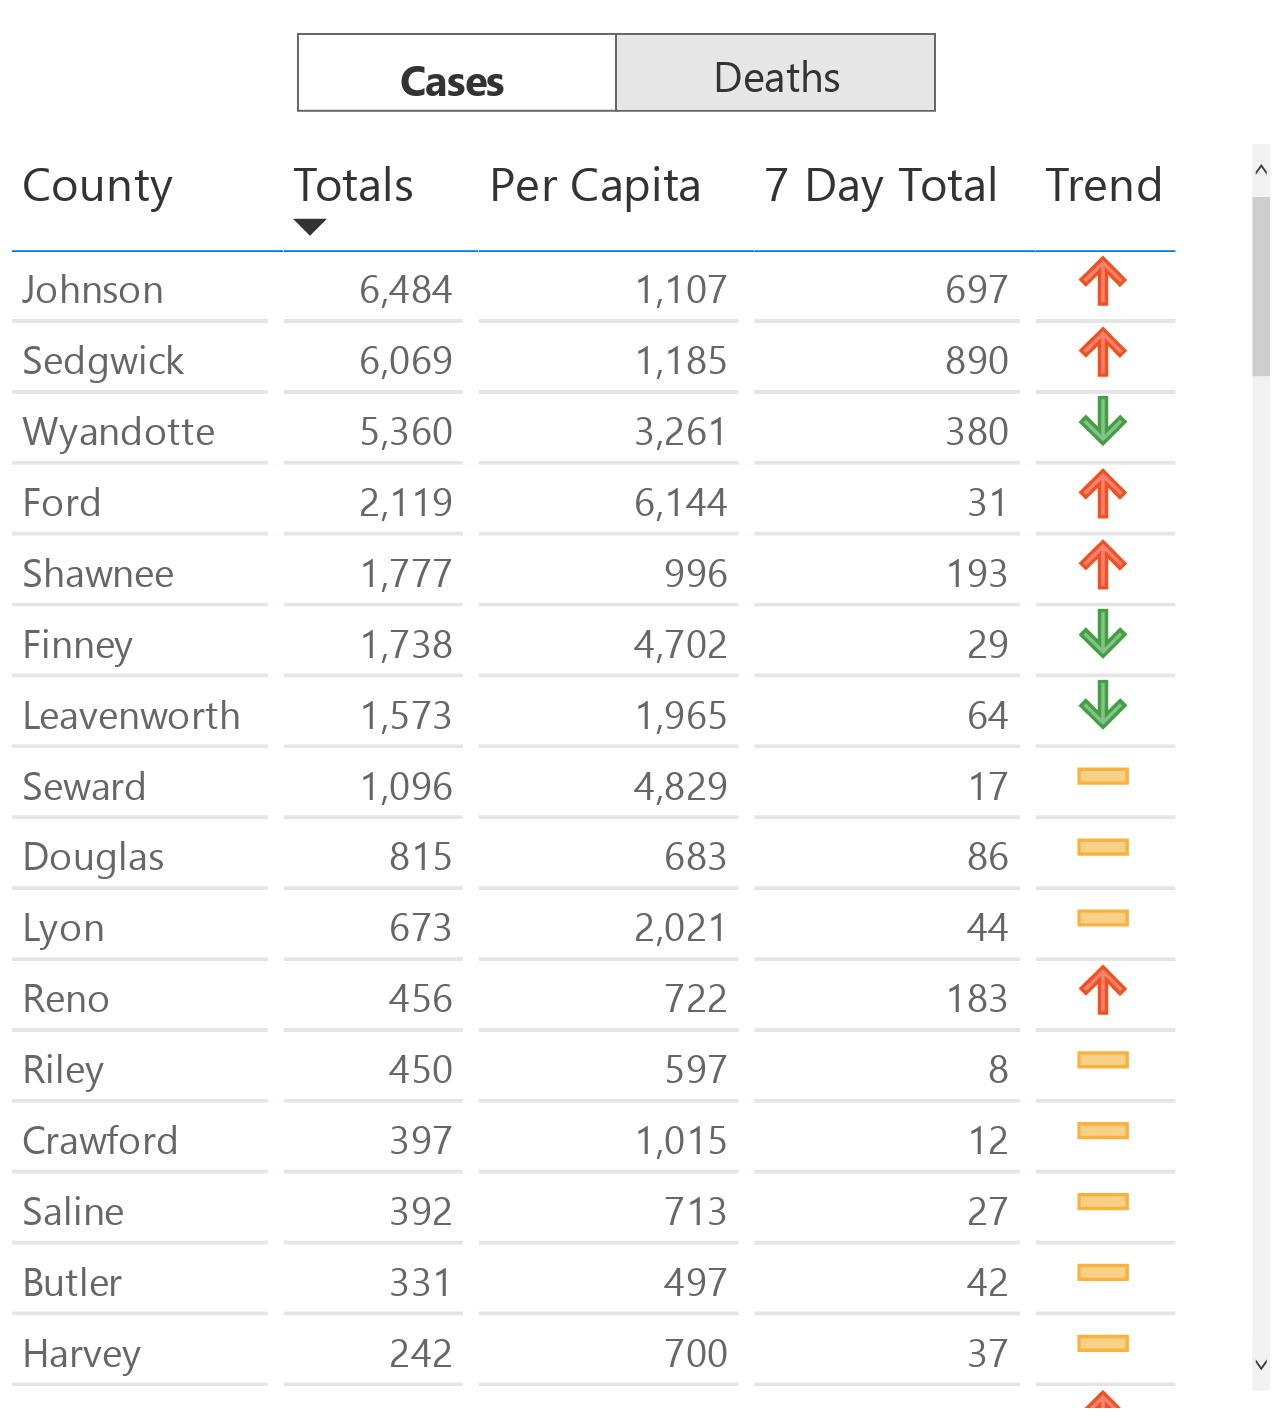 Cases Deaths
County Totals Per Capita 7 Day Total Trend
Johnson 6,484 1,107 697
Sedgwick 6,069 1,185 890
Wyandotte 5,360 3,261 380
Ford 2,119 6,144 31
Shawnee 1,777 996 193
Finney 1,738 4,702 29
Leavenworth 1,573 1,965 64
Seward 1,096 4,829 17
Douglas 815 683 86
Lyon 673 2,021 44
Reno 456 722 183
Riley 450 597 8
Crawford 397 1,015 12
Saline 392 713 27
Butler 331 497 42
Harvey 242 700 37